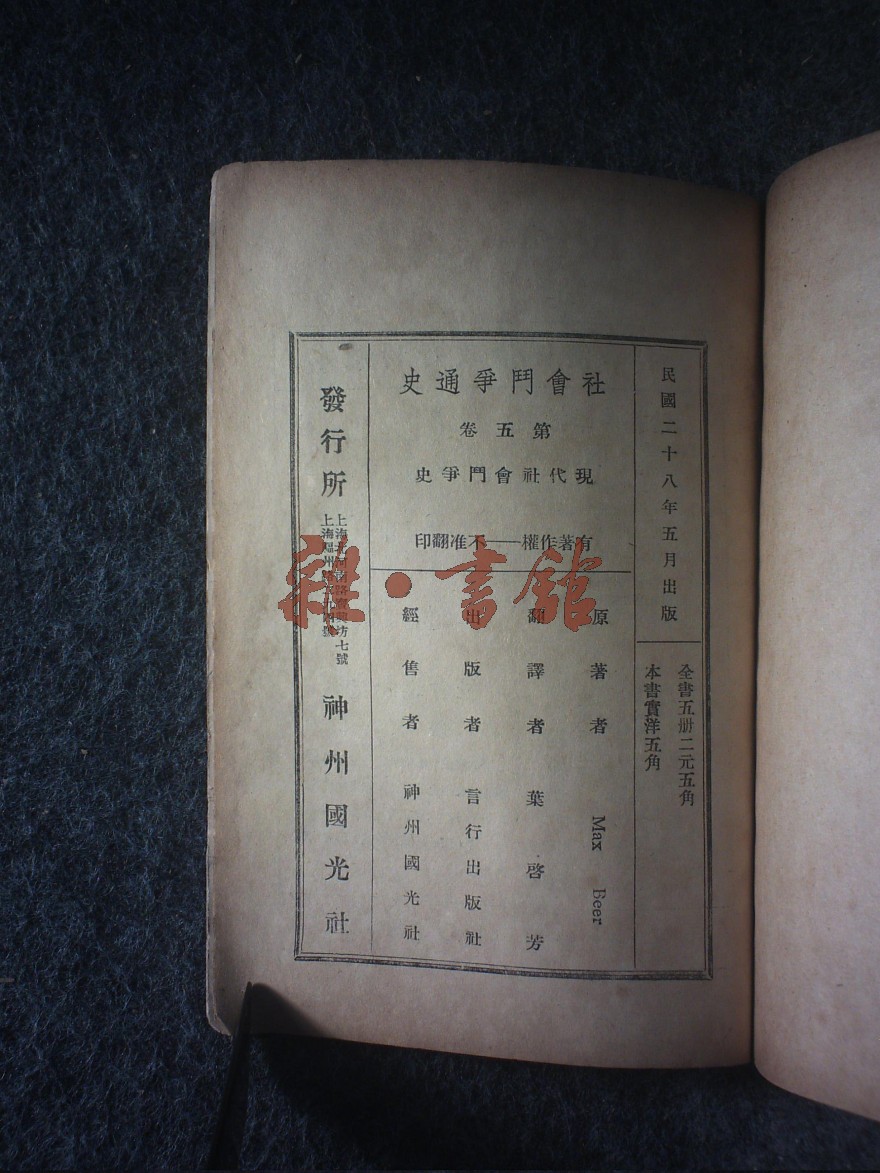 民國二十八年五月出版
全書五册二元五角
本書實洋五角
社會鬥爭通史
第五卷
現代社會鬥爭史
有著作權——不准翻印
原著者 Max Beer
翻譯者 葉啓芳
出版者 言行出版社
經售者 神州國光社
發行所
神州國光社
雜·書館